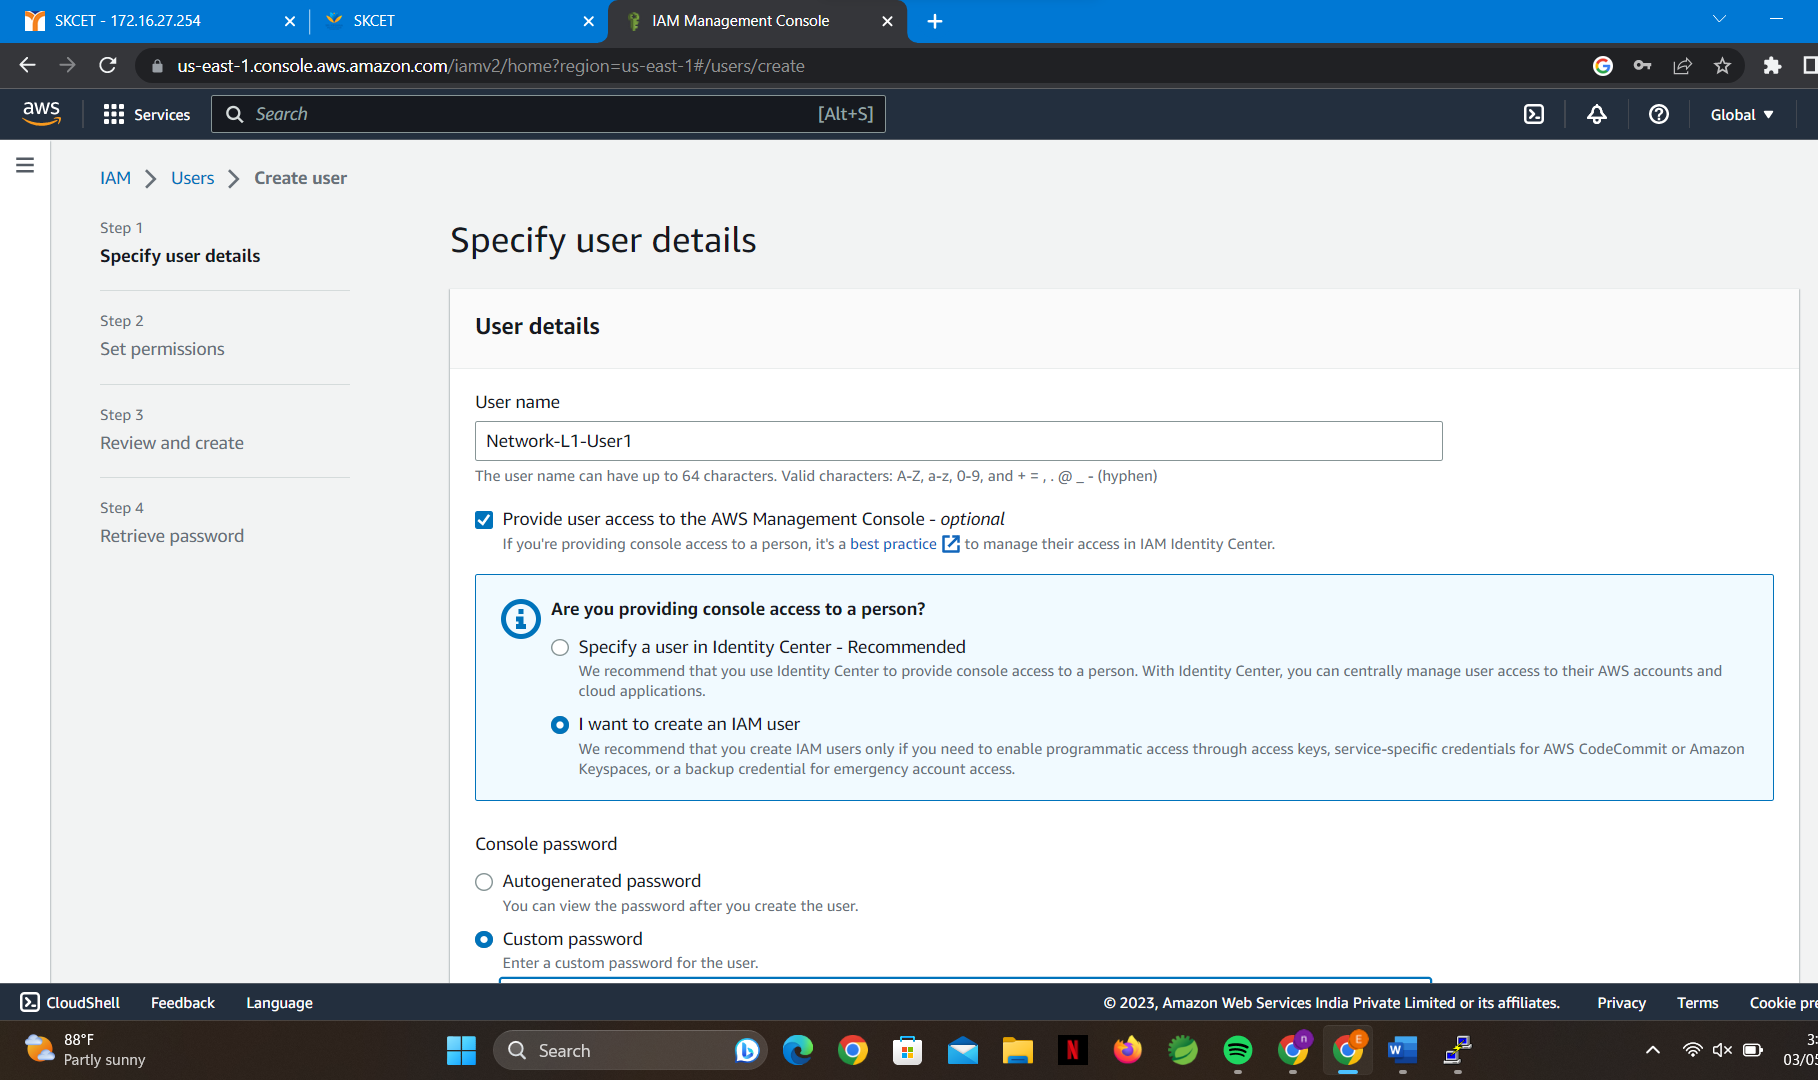 SKCET - 172.16.27.254
SKCET
IAM Management Console
us-east-1.console.aws.amazon.com/iamv2/home?region=us-east-1#/users/create
aws
Services
Search
[Alt+S]
Global
IAM
Users
Create user
Step 1
Specify user details
Step 2
Set permissions
Step 3
Review and create
Step 4
Retrieve password
Specify user details
User details
User name
Network-L1-User1
The user name can have up to 64 characters. Valid characters: A-Z, a-z, 0-9, and + = , . @ _ - (hyphen)
Provide user access to the AWS Management Console - optional
If you're providing console access to a person, it's a best practice to manage their access in IAM Identity Center.
Are you providing console access to a person?
Specify a user in Identity Center - Recommended
We recommend that you use Identity Center to provide console access to a person. With Identity Center, you can centrally manage user access to their AWS accounts and
cloud applications.
I want to create an IAM user
We recommend that you create IAM users only if you need to enable programmatic access through access keys, service-specific credentials for AWS CodeCommit or Amazon
Keyspaces, or a backup credential for emergency account access.
Console password
Autogenerated password
You can view the password after you create the user.
Custom password
Enter a custom password for the user.
CloudShell
Feedback
Language
© 2023, Amazon Web Services India Private Limited or its affiliates.
Privacy
Terms
Cookie pre
88°F
Partly sunny
Search
n
E
N
W
3:
03/05